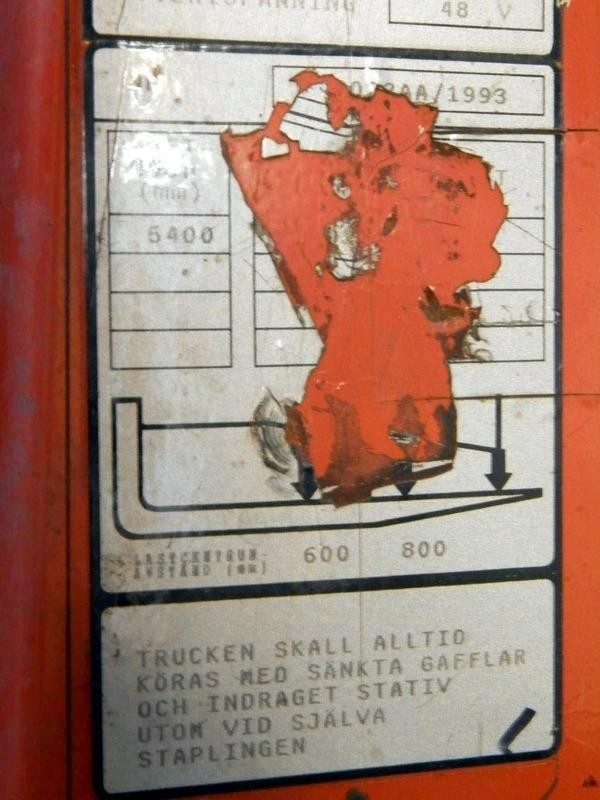 48 V
AA/1993
(mm)
5400
LASTCENTRUM-
AVSTÅND (mm) 600 800
TRUCKEN SKALL ALLTID
KÖRAS MED SÄNKTA GAFFLAR
OCH INDRAGET STATIV
UTOM VID SJÄLVA
STAPLINGEN